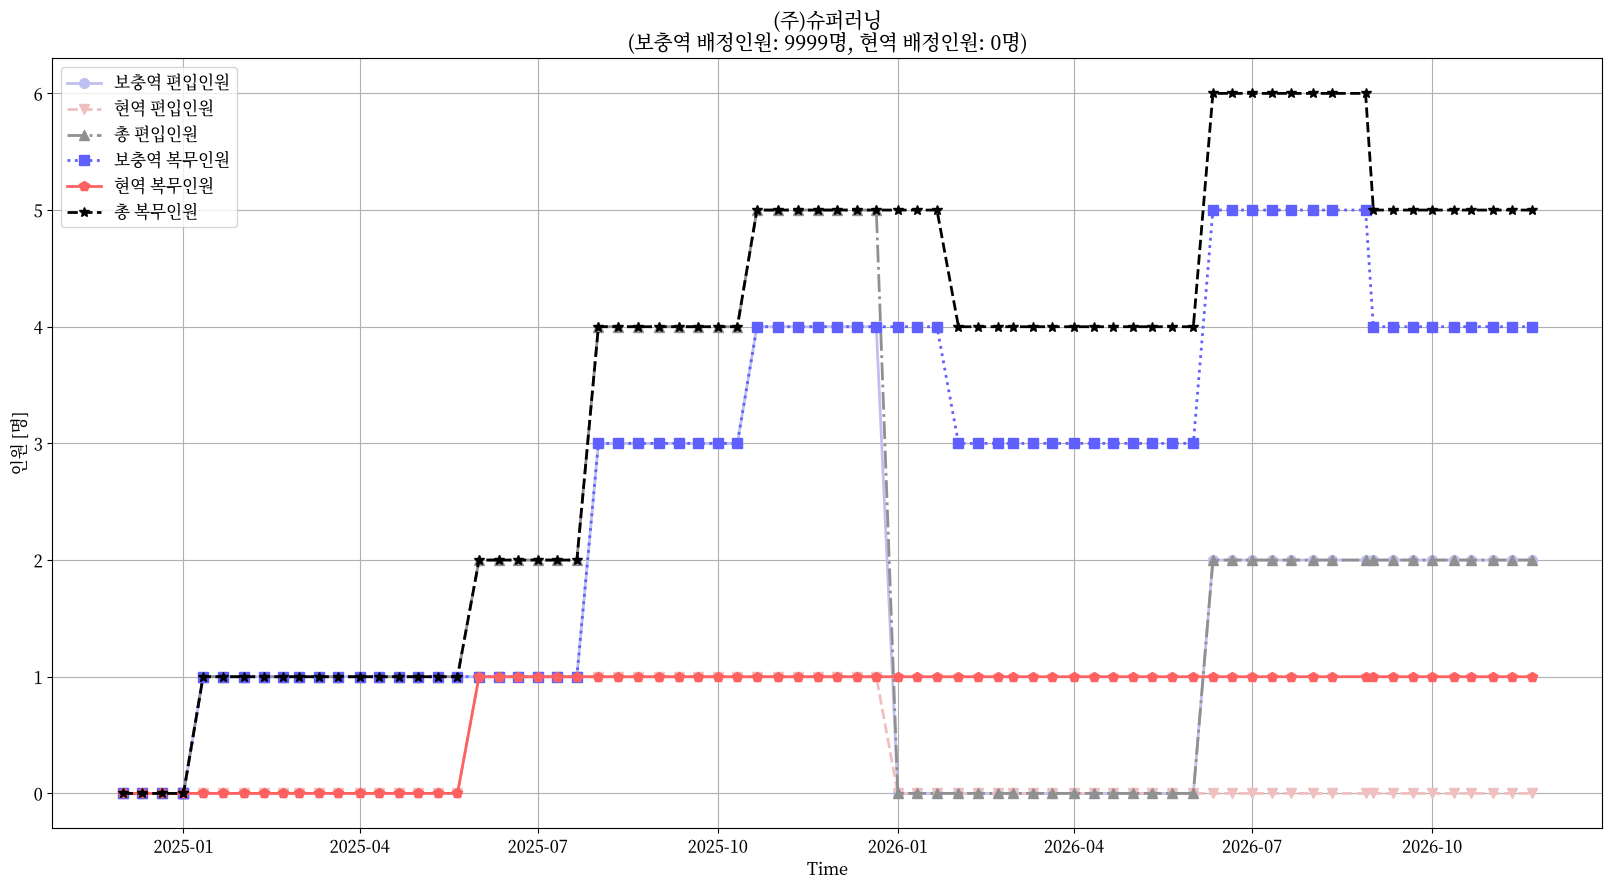 (주)슈퍼러닝
(보충역 배정인원: 9999명, 현역 배정인원: 0명)
보충역 편입인원
현역 편입인원
총 편입인원
보충역 복무인원
현역 복무인원
총 복무인원
인원 [명]
6
5
4
3
2
1
0
2025-01
2025-04
2025-07
2025-10
2026-01
2026-04
2026-07
2026-10
Time